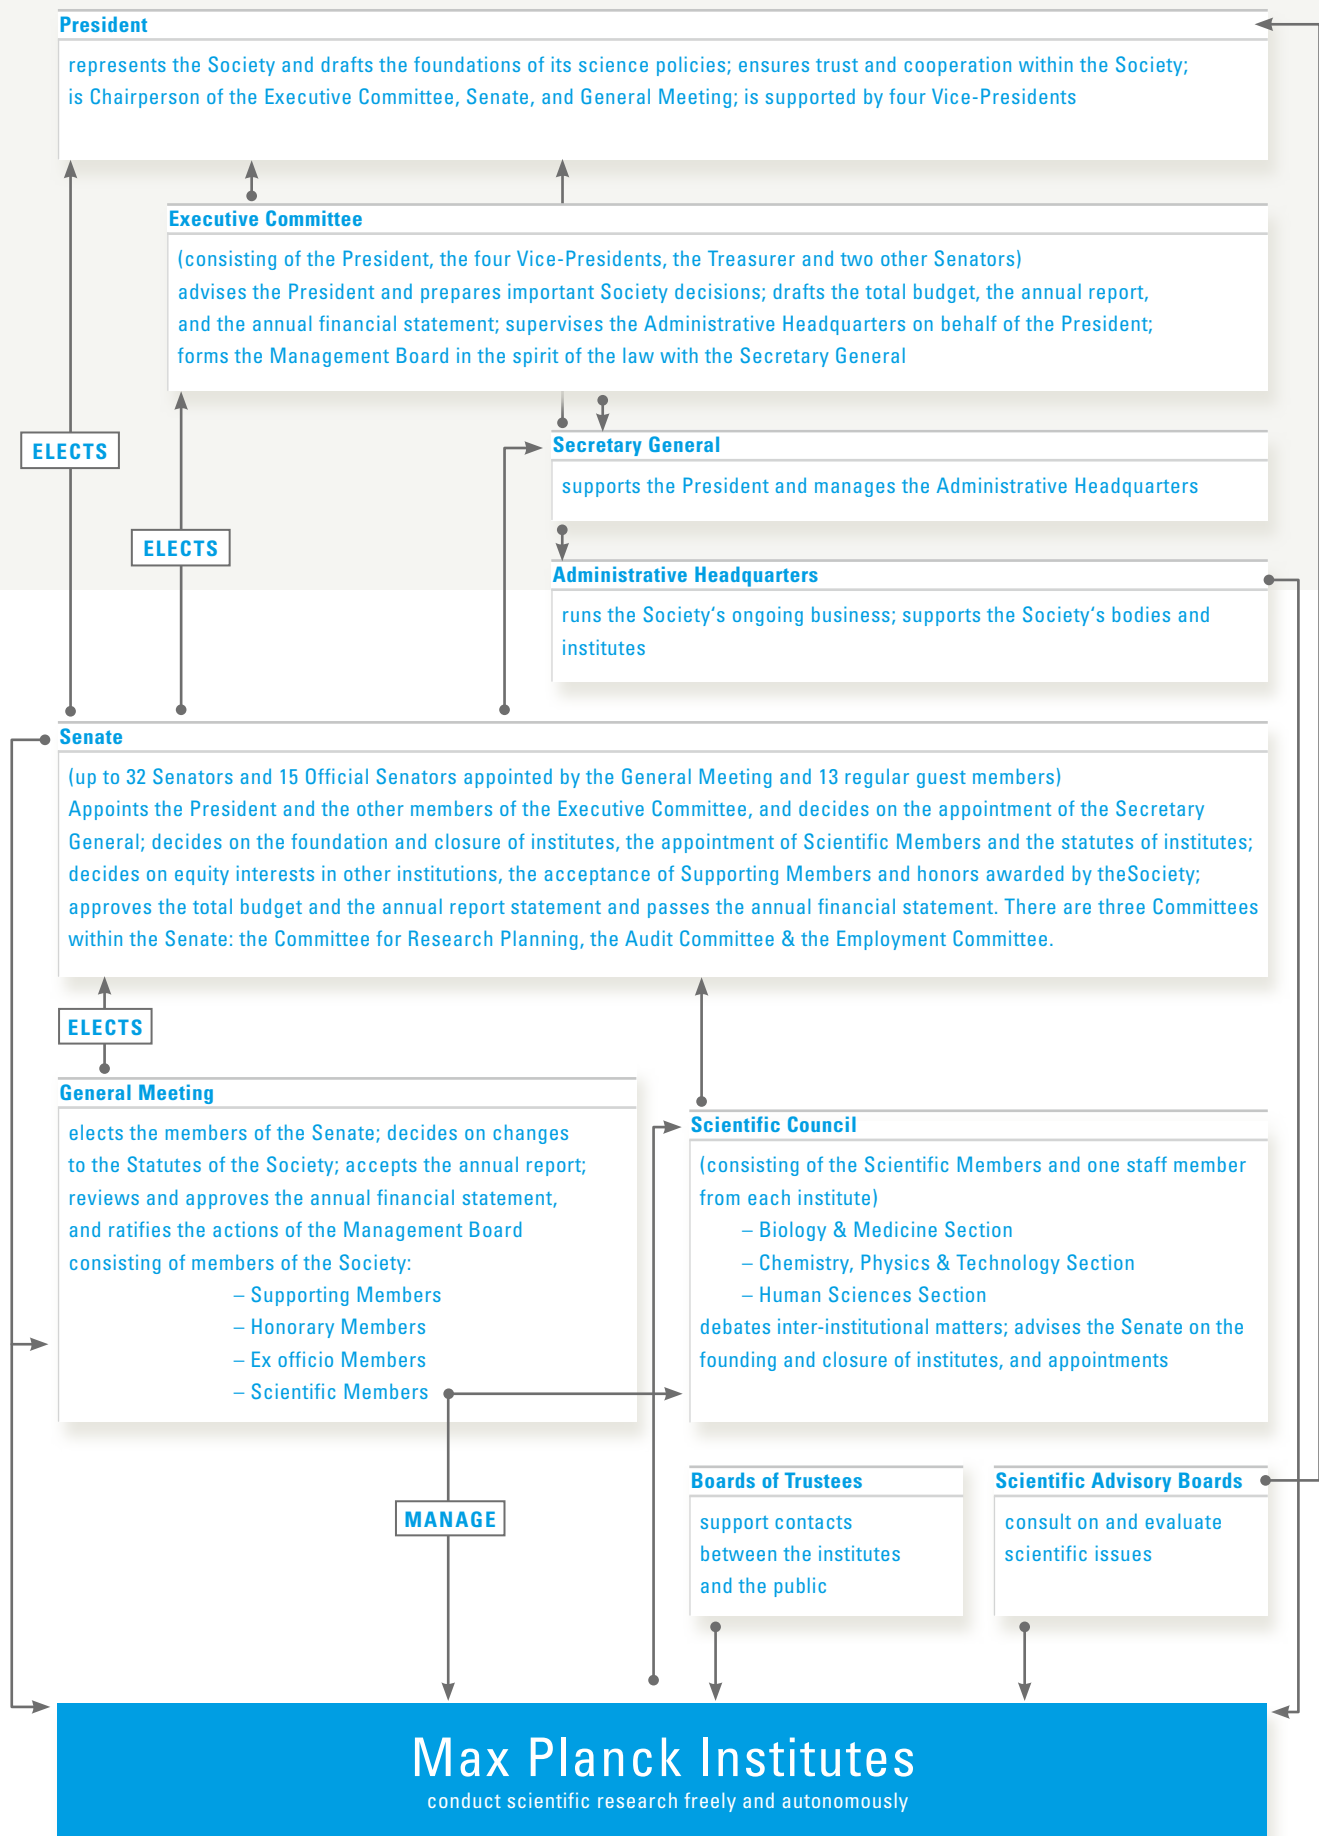 President
represents the Society and drafts the foundations of its science policies; ensures trust and cooperation within the Society;
is Chairperson of the Executive Committee, Senate, and General Meeting; is supported by four Vice-Presidents
Executive Committee
(consisting of the President, the four Vice-Presidents, the Treasurer and two other Senators)
advises the President and prepares important Society decisions; drafts the total budget, the annual report,
and the annual financial statement; supervises the Administrative Headquarters on behalf of the President;
forms the Management Board in the spirit of the law with the Secretary General
ELECTS
Secretary General
supports the President and manages the Administrative Headquarters
ELECTS
Administrative Headquarters
runs the Society‘s ongoing business; supports the Society‘s bodies and
institutes
Senate
(up to 32 Senators and 15 Official Senators appointed by the General Meeting and 13 regular guest members)
Appoints the President and the other members of the Executive Committee, and decides on the appointment of the Secretary
General; decides on the foundation and closure of institutes, the appointment of Scientific Members and the statutes of institutes;
decides on equity interests in other institutions, the acceptance of Supporting Members and honors awarded by theSociety;
approves the total budget and the annual report statement and passes the annual financial statement. There are three Committees
within the Senate: the Committee for Research Planning, the Audit Committee & the Employment Committee.
ELECTS
General Meeting
elects the members of the Senate; decides on changes
to the Statutes of the Society; accepts the annual report;
reviews and approves the annual financial statement,
and ratifies the actions of the Management Board
consisting of members of the Society:
– Supporting Members
– Honorary Members
– Ex officio Members
– Scientific Members
Scientific Council
(consisting of the Scientific Members and one staff member
from each institute)
– Biology & Medicine Section
– Chemistry, Physics & Technology Section
– Human Sciences Section
debates inter-institutional matters; advises the Senate on the
founding and closure of institutes, and appointments
MANAGE
Boards of Trustees
support contacts
between the institutes
and the public
Scientific Advisory Boards
consult on and evaluate
scientific issues
Max Planck Institutes
conduct scientific research freely and autonomously